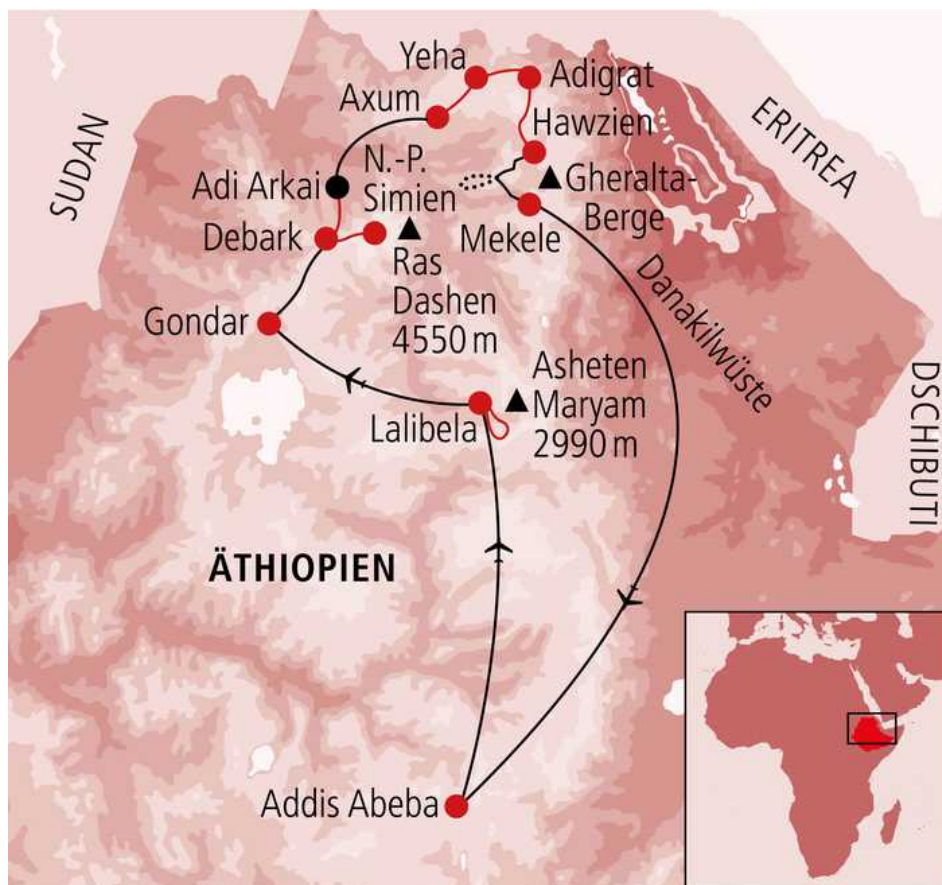 Yeha
Adigrat
Axum
Hawzien
SUDAN
ERITREA
N.-P.
Simien
Adi Arkai
Gheralta-
Berge
Debark
Mekele
Ras
Dashen
4550 m
Danakilwüste
Gondar
Asheten
Maryam
2990 m
Lalibela
DSCHIBUTI
ÄTHIOPIEN
Addis Abeba